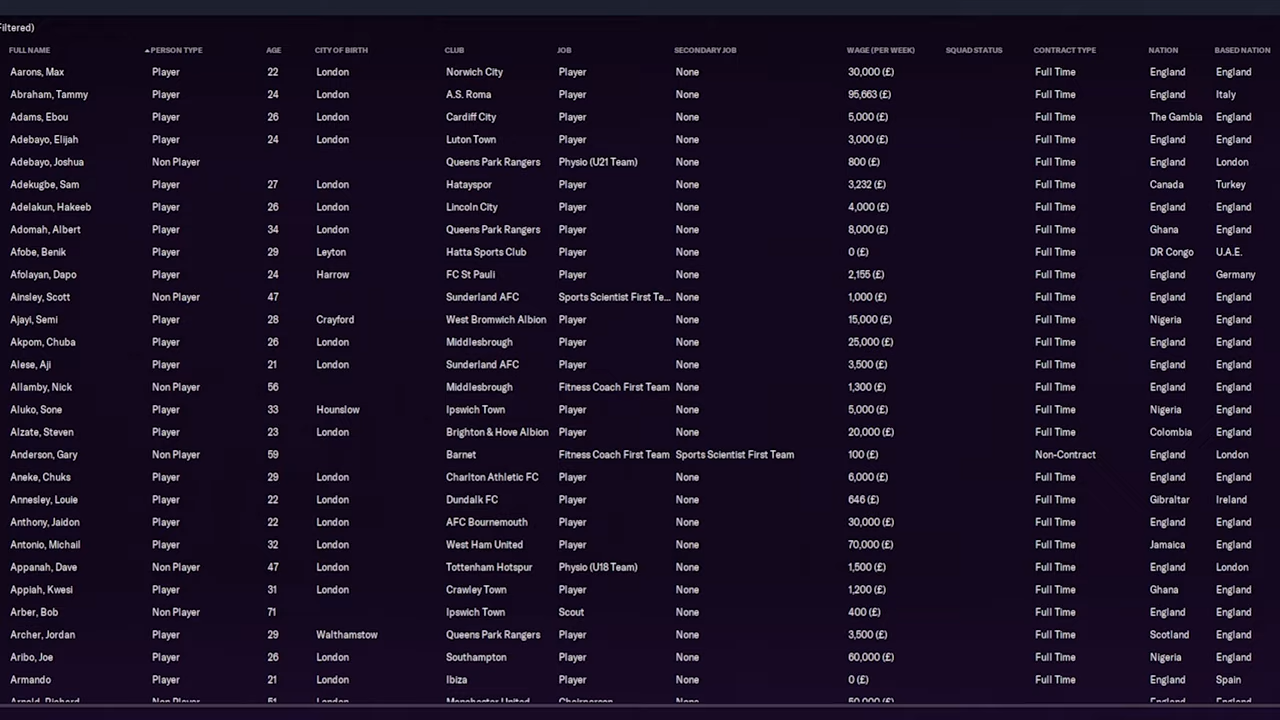 Filtered)
FULL NAME PERSON TYPE AGE CITY OF BIRTH CLUB JOB SECONDARY JOB WAGE (PER WEEK) SQUAD STATUS CONTRACT TYPE NATION BASED NATION
Aarons, Max Player 22 London Norwich City Player None 30,000 (£) Full Time England England
Abraham, Tammy Player 24 London A.S. Roma Player None 95,663 (£) Full Time England Italy
Adams, Ebou Player 26 London Cardiff City Player None 5,000 (£) Full Time The Gambia England
Adebayo, Elijah Player 24 London Luton Town Player None 3,000 (£) Full Time England England
Adebayo, Joshua Non Player Queens Park Rangers Physio (U21 Team) None 800 (£) Full Time England London
Adekugbe, Sam Player 27 London Hatayspor Player None 3,232 (£) Full Time Canada Turkey
Adelakun, Hakeeb Player 26 London Lincoln City Player None 4,000 (£) Full Time England England
Adomah, Albert Player 34 London Queens Park Rangers Player None 8,000 (£) Full Time Ghana England
Afobe, Benik Player 29 Leyton Hatta Sports Club Player None 0 (£) Full Time DR Congo U.A.E.
Afolayan, Dapo Player 24 Harrow FC St Pauli Player None 2,155 (£) Full Time England Germany
Ainsley, Scott Non Player 47 Sunderland AFC Sports Scientist First Te... None 1,000 (£) Full Time England England
Ajayi, Semi Player 28 Crayford West Bromwich Albion Player None 15,000 (£) Full Time Nigeria England
Akpom, Chuba Player 26 London Middlesbrough Player None 25,000 (£) Full Time England England
Alese, Aji Player 21 London Sunderland AFC Player None 3,500 (£) Full Time England England
Allamby, Nick Non Player 56 Middlesbrough Fitness Coach First Team None 1,300 (£) Full Time England England
Aluko, Sone Player 33 Hounslow Ipswich Town Player None 5,000 (£) Full Time Nigeria England
Alzate, Steven Player 23 London Brighton & Hove Albion Player None 20,000 (£) Full Time Colombia England
Anderson, Gary Non Player 59 Barnet Fitness Coach First Team Sports Scientist First Team 100 (£) Non-Contract England London
Aneke, Chuks Player 29 London Charlton Athletic FC Player None 6,000 (£) Full Time England England
Annesley, Louie Player 22 London Dundalk FC Player None 646 (£) Full Time Gibraltar Ireland
Anthony, Jaidon Player 22 London AFC Bournemouth Player None 30,000 (£) Full Time England England
Antonio, Michail Player 32 London West Ham United Player None 70,000 (£) Full Time Jamaica England
Appanah, Dave Non Player 47 London Tottenham Hotspur Physio (U18 Team) None 1,500 (£) Full Time England London
Appiah, Kwesi Player 31 London Crawley Town Player None 1,200 (£) Full Time Ghana England
Arber, Bob Non Player 71 Ipswich Town Scout None 400 (£) Full Time England England
Archer, Jordan Player 29 Walthamstow Queens Park Rangers Player None 3,500 (£) Full Time Scotland England
Aribo, Joe Player 26 London Southampton Player None 60,000 (£) Full Time Nigeria England
Armando Player 21 London Ibiza Player None 0 (£) Full Time England Spain
Arnold, Richard Non Player 51 London Manchester United Chairperson None 50,000 (£) Full Time England England